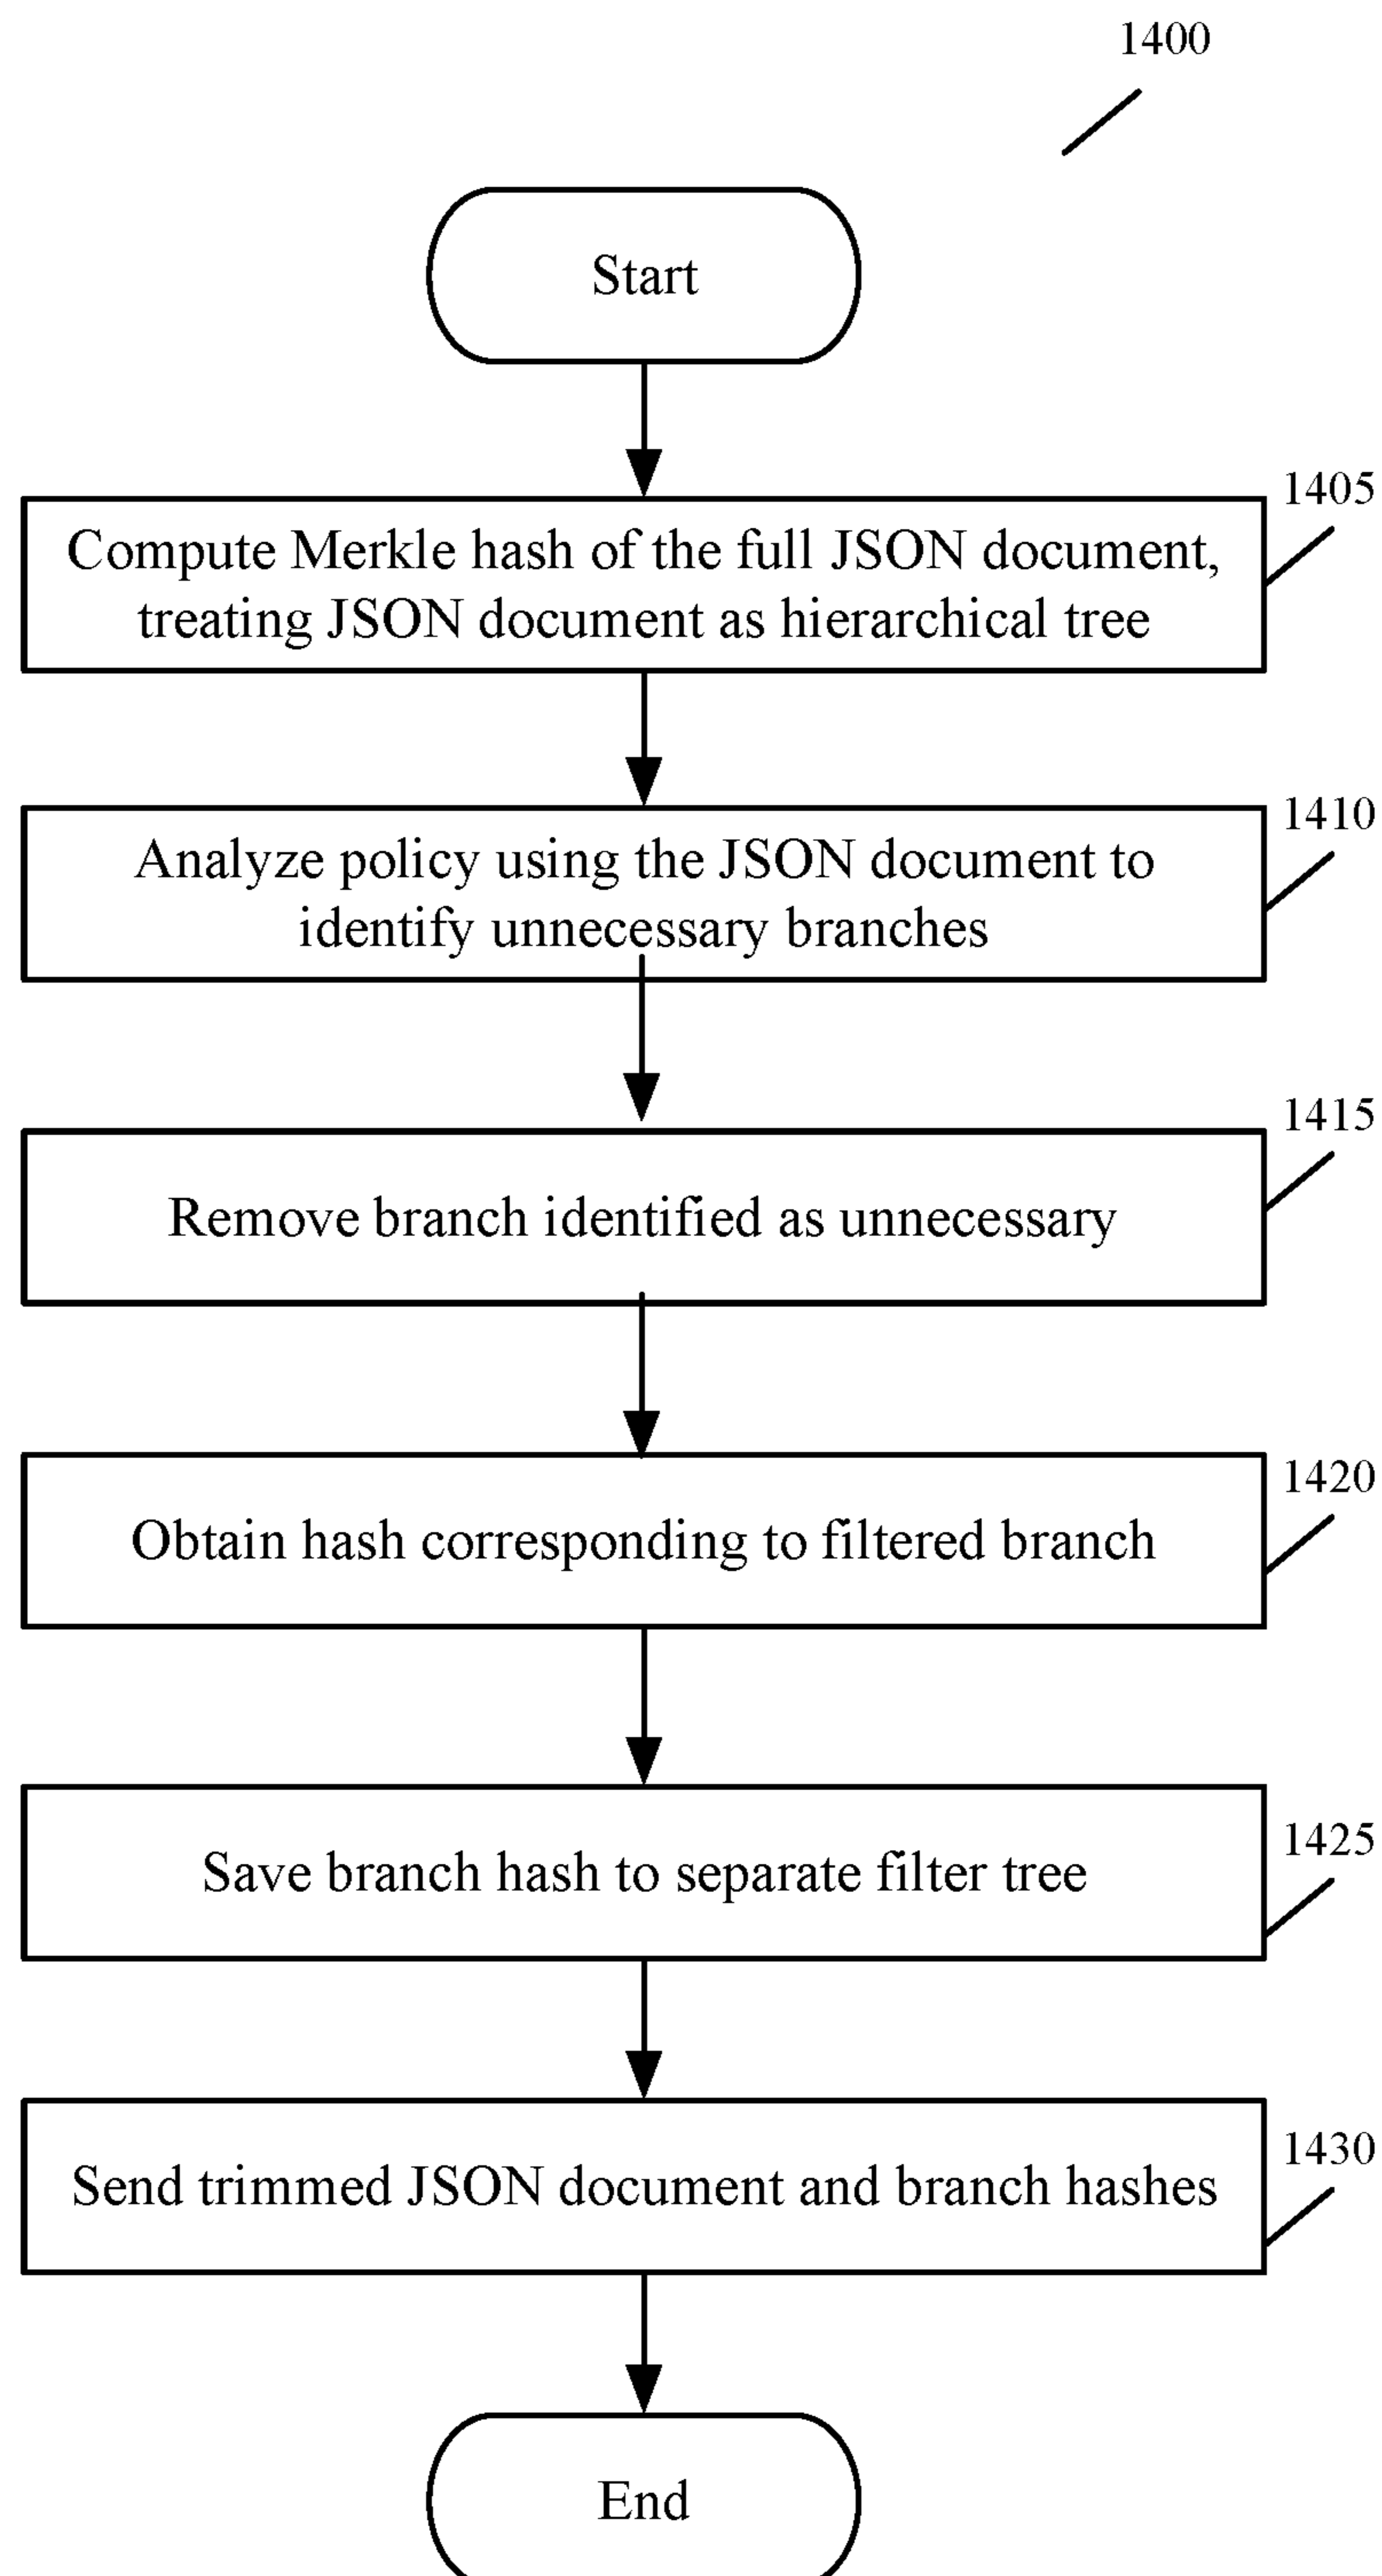 1400
Start
1405
Compute Merkle hash of the full JSON document,
treating JSON document as hierarchical tree
1410
Analyze policy using the JSON document to
identify unnecessary branches
1415
Remove branch identified as unnecessary
1420
Obtain hash corresponding to filtered branch
1425
Save branch hash to separate filter tree
1430
Send trimmed JSON document and branch hashes
End